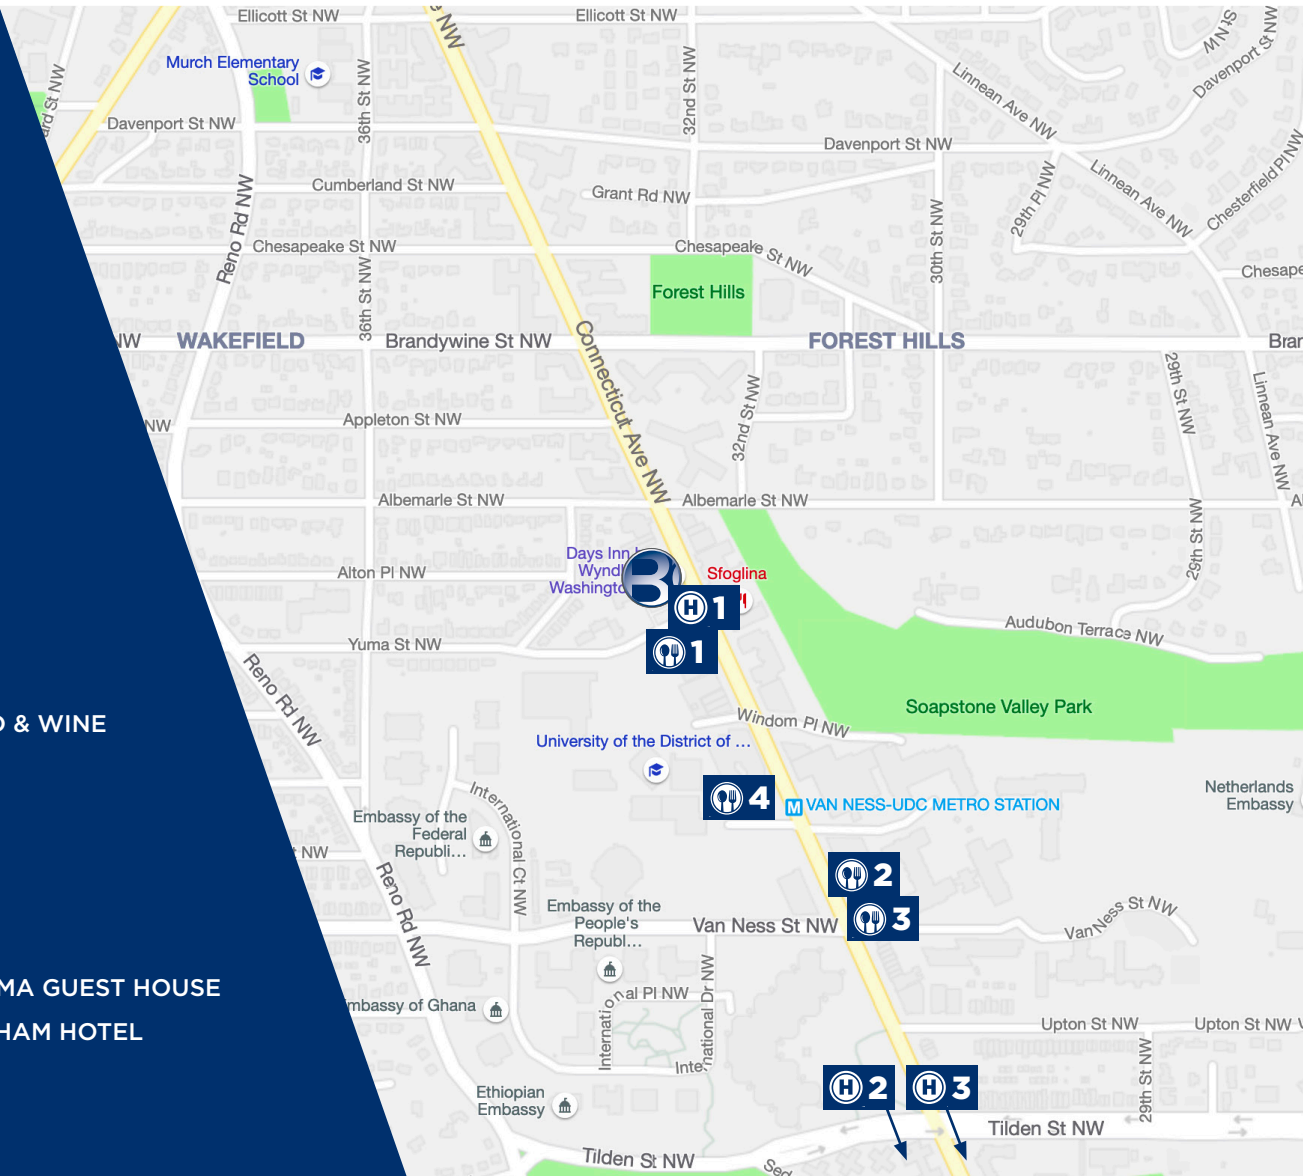 Ellicott St NW
Ellicott St NW
Murch Elementary
School
36th St NW
32nd St NW
Linnean Ave NW
Davenport St NW
Davenport St NW
Davenport St NW
Cumberland St NW
Grant Rd NW
Linnean Ave NW
29th Pl NW
Chesterfield Pl NW
Reno Rd NW
Chesapeake St NW
Chesapeake St NW
30th St NW
36th St NW
Forest Hills
NW
WAKEFIELD
Brandywine St NW
FOREST HILLS
Connecticut Ave NW
32nd St NW
29th St NW
Linnean Ave NW
NW
Appleton St NW
Albemarle St NW
Albemarle St NW
Days Inn
Alton Pl NW
B
Sfoglina
29th St NW
H 1
Audubon Terrace NW
Yuma St NW
1
Reno Rd NW
Soapstone Valley Park
Windom Pl NW
& WINE
University of the District of ...
4
M VAN NESS-UDC METRO STATION
Netherlands
Embassy
International Ct NW
Embassy of the
Federal
Republi...
NW
Reno Rd NW
2
3
Embassy of the
People's
Republ...
Van Ness St NW
Van Ness St NW
GUEST HOUSE
International Pl NW
International Dr NW
of Ghana
HOTEL
Upton St NW
Upton St NW
29th St NW
H 2
H 3
Ethiopian
Embassy
Tilden St NW
Tilden St NW